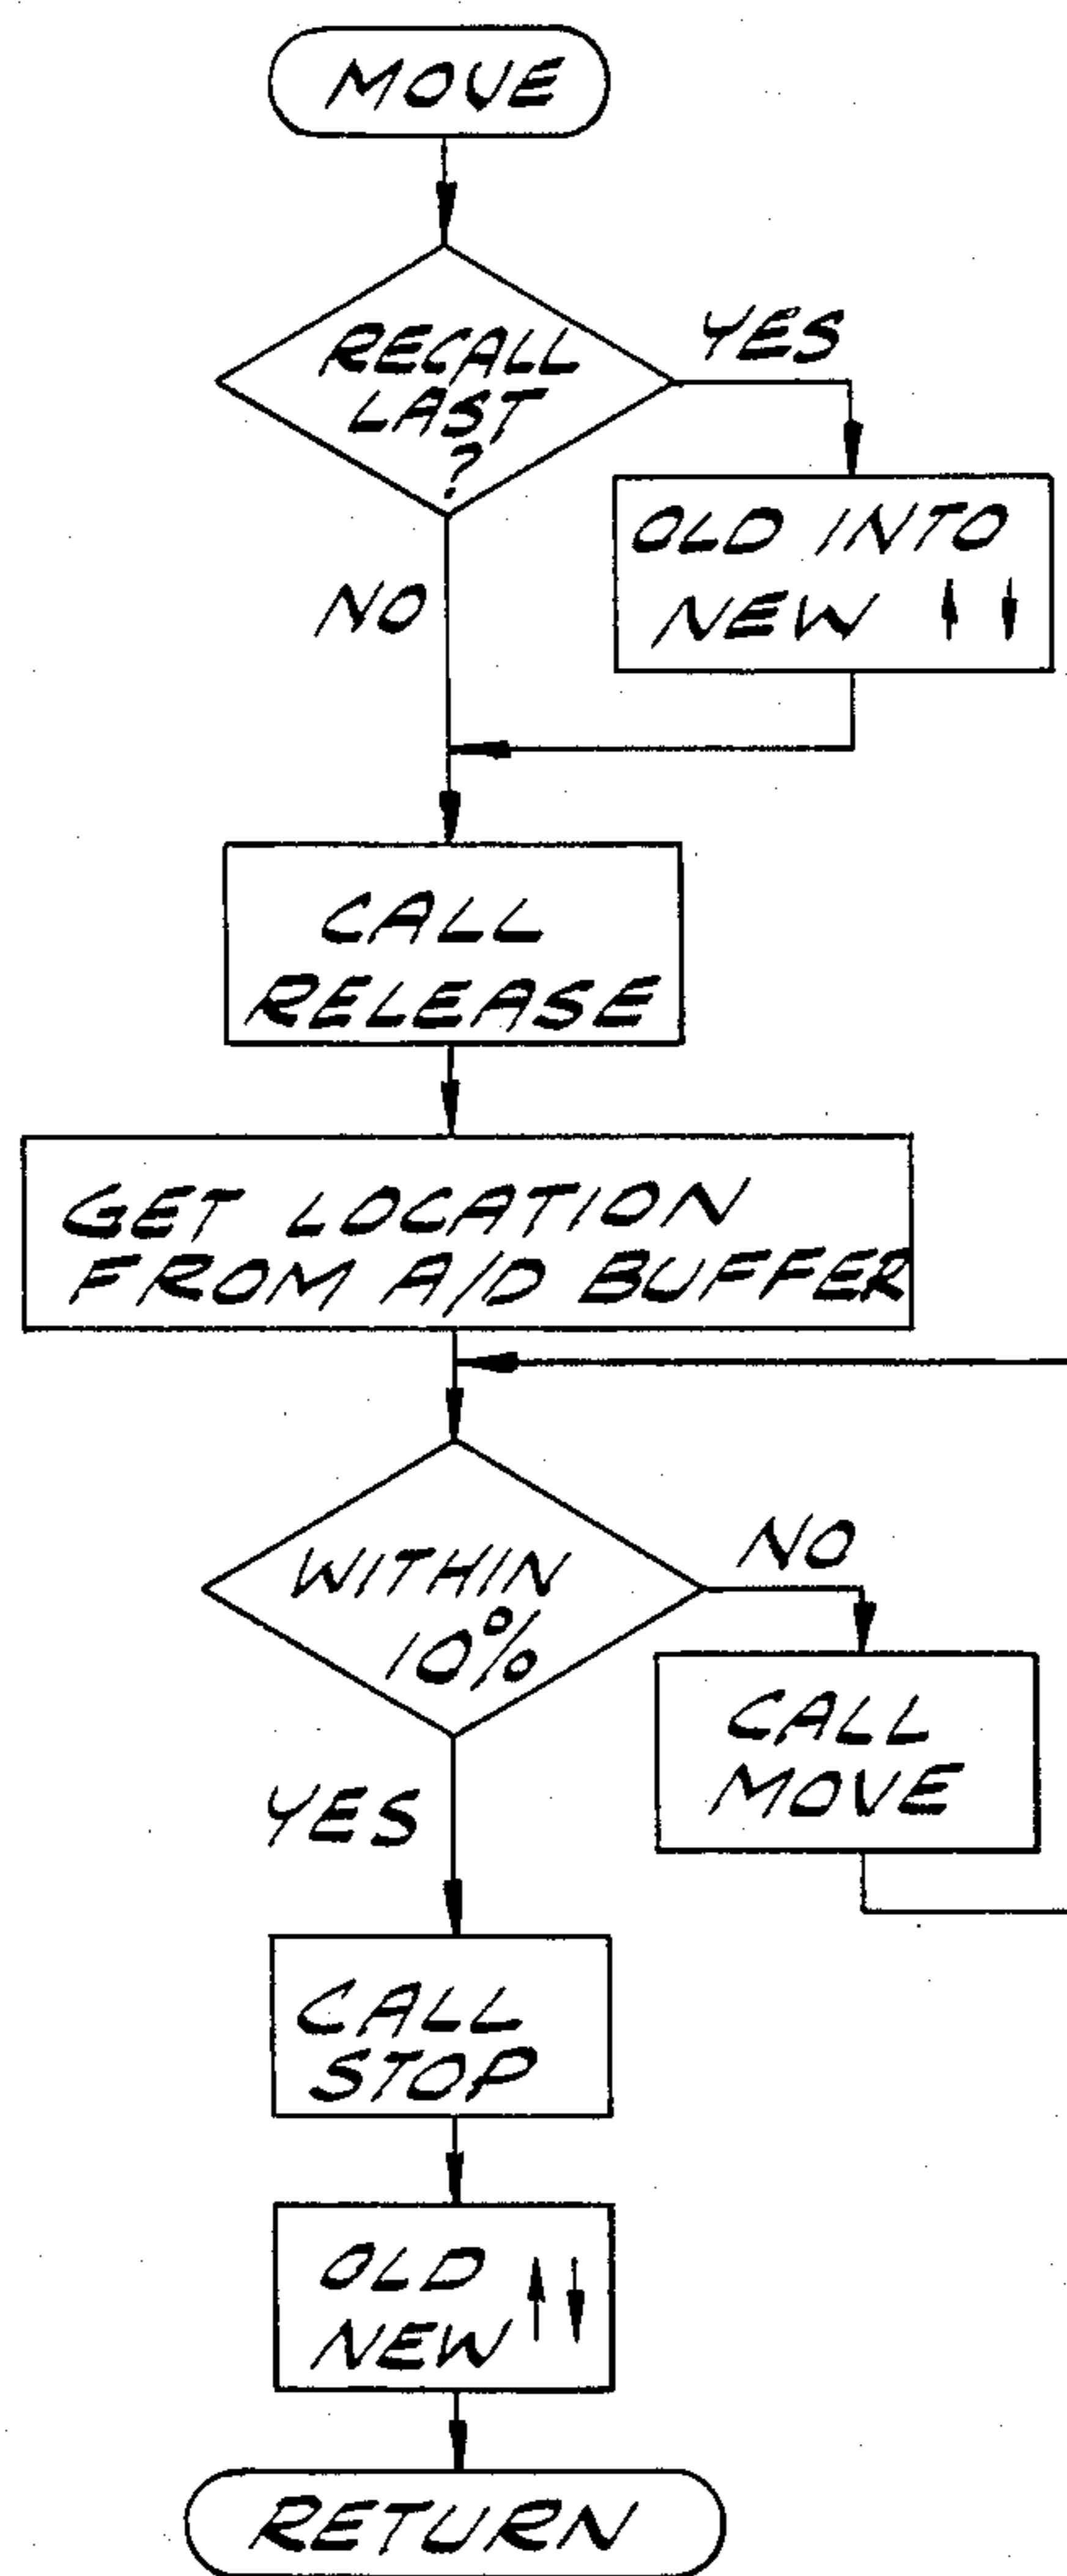 MOVE
RECALL
LAST
?
YES
OLD INTO
NEW ↑ ↓
NO
CALL
RELEASE
GET LOCATION
FROM A/D BUFFER
WITHIN
10%
NO
CALL
MOVE
YES
CALL
STOP
OLD
NEW ↑↓
RETURN